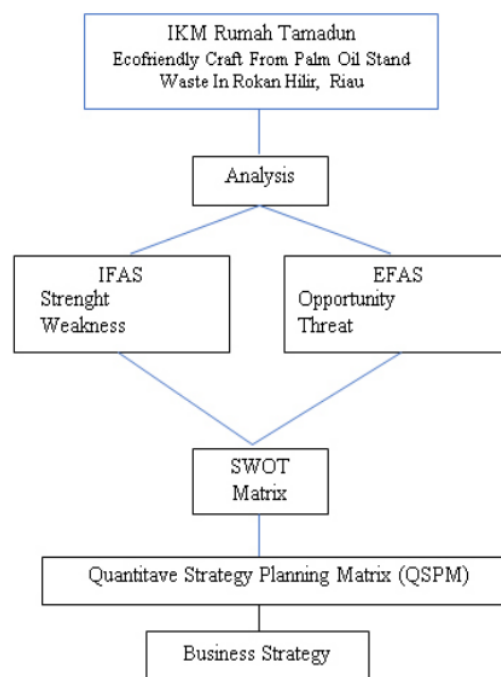 IKM Rumah Tamadun
Ecofriendly Craft From Palm Oil Stand
Waste In Rokan Hilir, Riau
Analysis
IFAS
Strenght
Weakness
EFAS
Opportunity
Threat
SWOT
Matrix
Quantitave Strategy Planning Matrix (QSPM)
Business Strategy